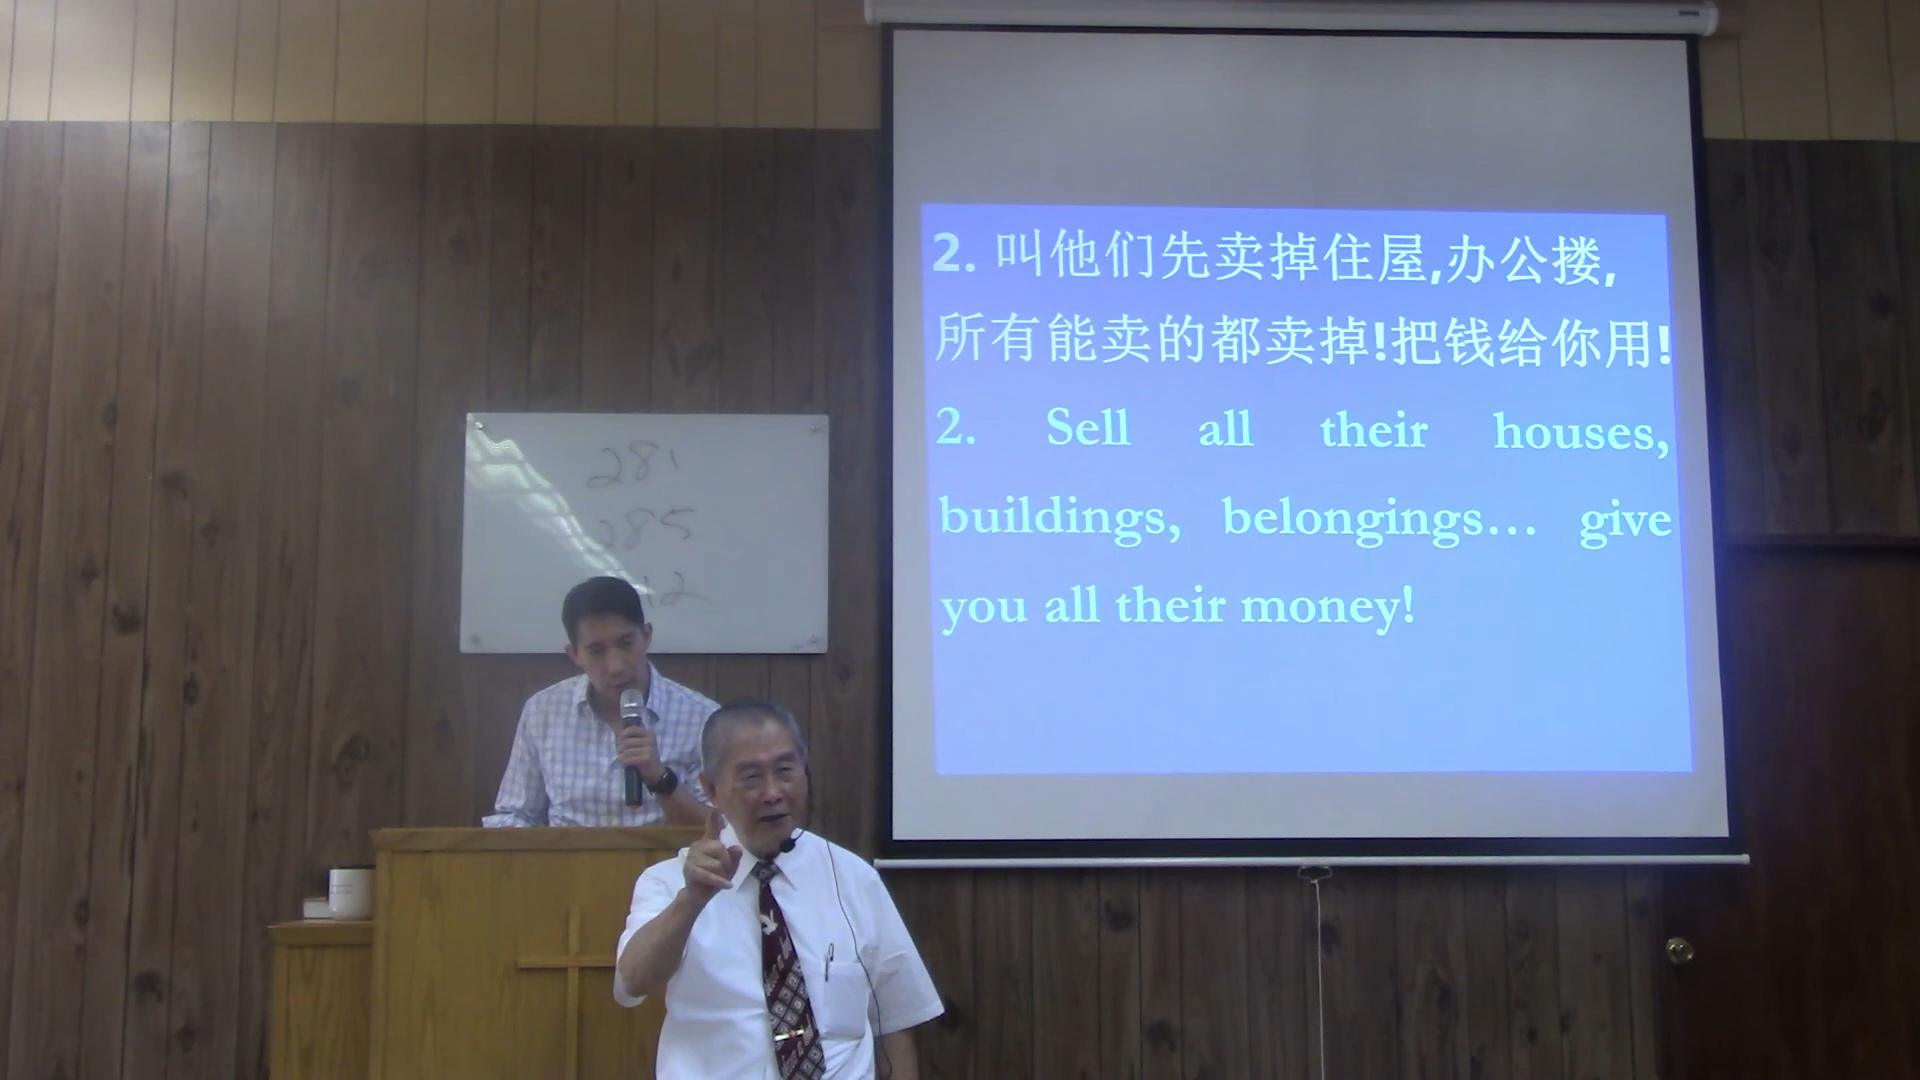 2. 叫他们先卖掉住屋,办公搂,
所有能卖的都卖掉!把钱给你用!
2. Sell all their houses,
buildings, belongings... give
you all their money!
281
285
12